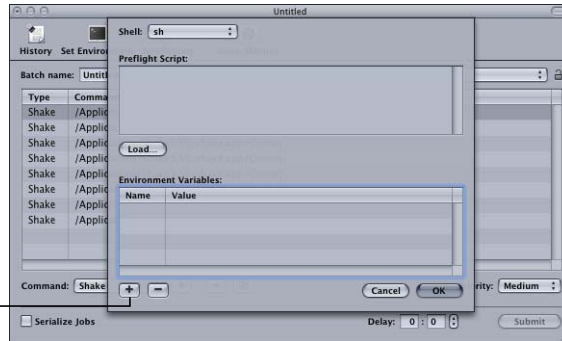 Untitled
Shell: sh
History Set Enviro
Preflight Script:
Batch name: Untitl
Type Comma
Shake /Applic
Shake /Applic
Shake /Applic
Shake /Applic
Shake /Applic
Shake /Applic
Shake /Applic
Shake /Applic
Load...
Environment Variables:
Name Value
Command: Shake
+ −
Cancel OK
rity: Medium
Serialize Jobs
Delay: 0 : 0
Submit